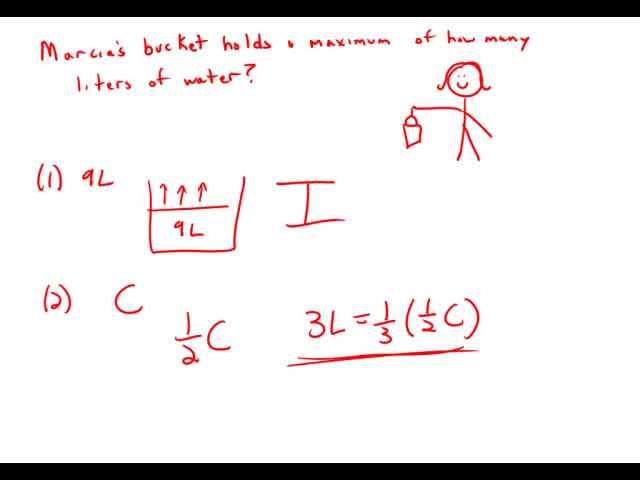 Marcia's bucket holds a maximum of how many
liters of water?
(1) 9L
9L
I
(2) C
1/2 C
3L = 1/3 (1/2 C)